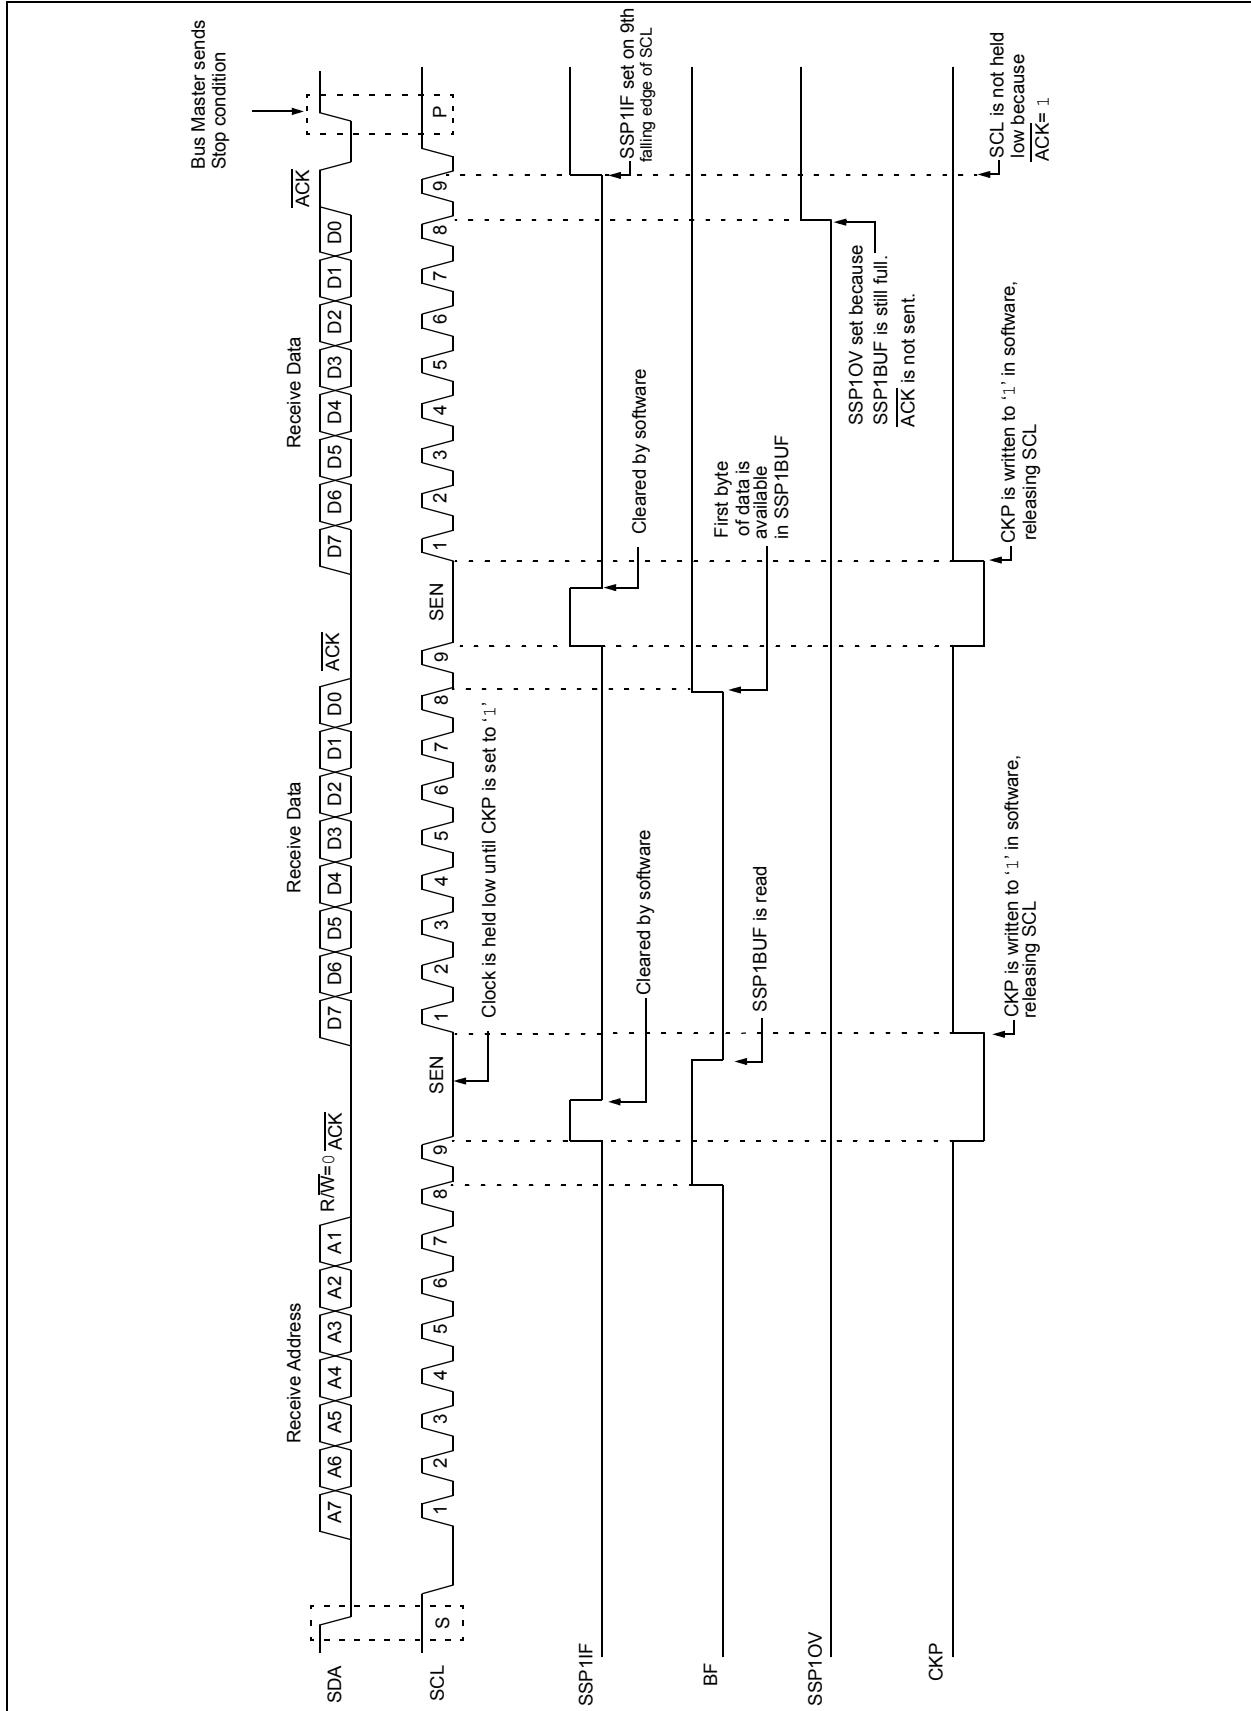 Bus Master sends
Stop condition
Receive Address
Receive Data
Receive Data
SDA
A7 A6 A5 A4 A3 A2 A1 R/W=0 ACK D7 D6 D5 D4 D3 D2 D1 D0 ACK D7 D6 D5 D4 D3 D2 D1 D0 ACK
SCL
S 1 2 3 4 5 6 7 8 9 SEN 1 2 3 4 5 6 7 8 9 SEN 1 2 3 4 5 6 7 8 9 P
Clock is held low until CKP is set to ‘1’
SSP1IF
Cleared by software
Cleared by software
SSP1IF set on 9th
falling edge of SCL
BF
SSP1BUF is read
First byte
of data is
available
in SSP1BUF
SSP1OV
SSP1OV set because
SSP1BUF is still full.
ACK is not sent.
CKP
CKP is written to ‘1’ in software,
releasing SCL
CKP is written to ‘1’ in software,
releasing SCL
SCL is not held
low because
ACK= 1